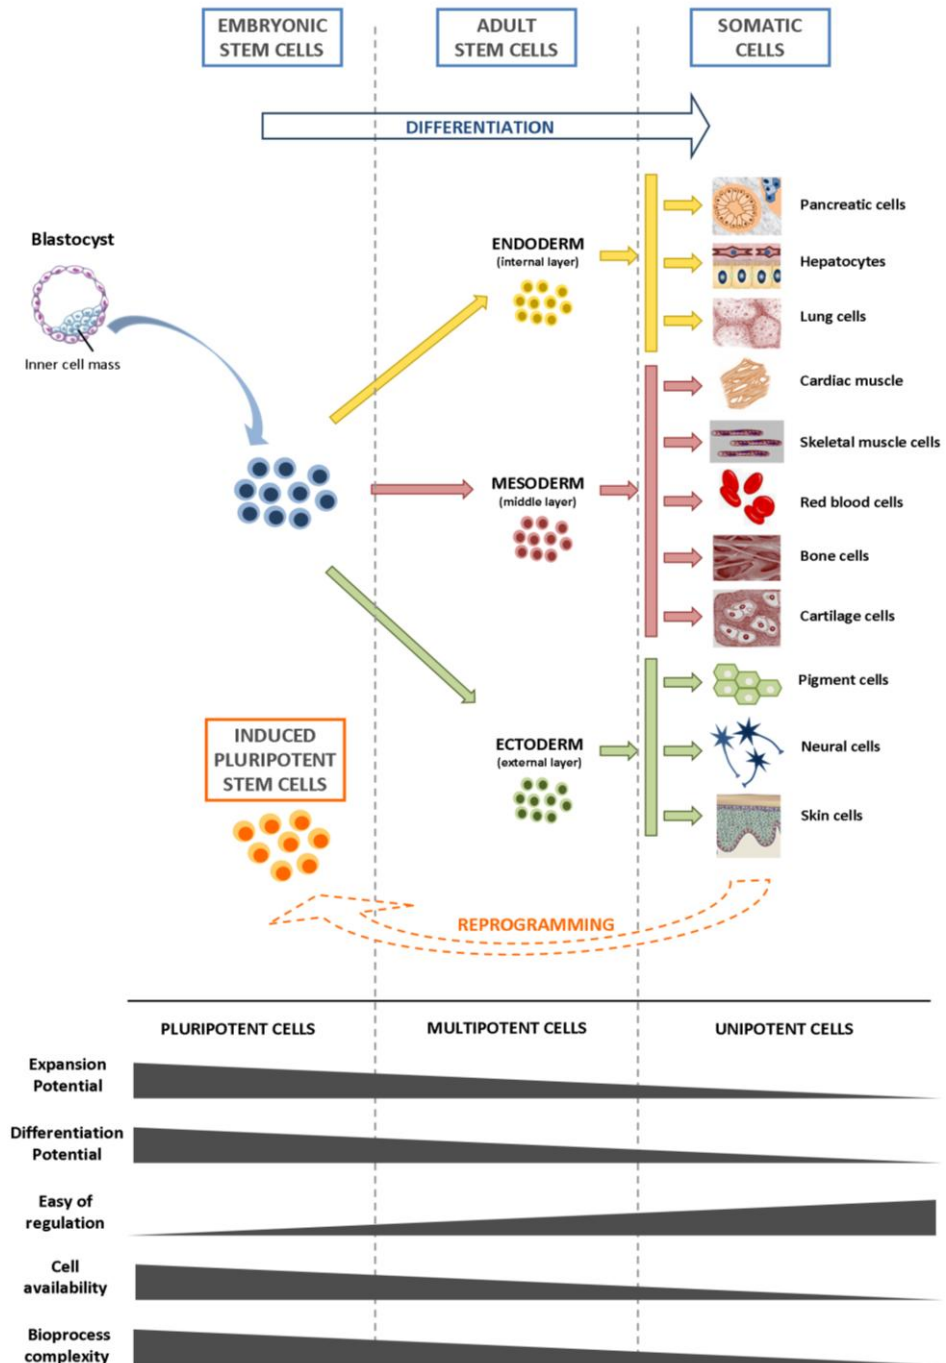 EMBRYONIC
STEM CELLS
ADULT
STEM CELLS
SOMATIC
CELLS
DIFFERENTIATION
Blastocyst
Inner cell mass
ENDODERM
(internal layer)
Pancreatic cells
Hepatocytes
Lung cells
MESODERM
(middle layer)
Cardiac muscle
Skeletal muscle cells
Red blood cells
Bone cells
Cartilage cells
ECTODERM
(external layer)
Pigment cells
Neural cells
Skin cells
INDUCED
PLURIPOTENT
STEM CELLS
REPROGRAMMING
PLURIPOTENT CELLS
MULTIPOTENT CELLS
UNIPOTENT CELLS
Expansion
Potential
Differentiation
Potential
Easy of
regulation
Cell
availability
Bioprocess
complexity